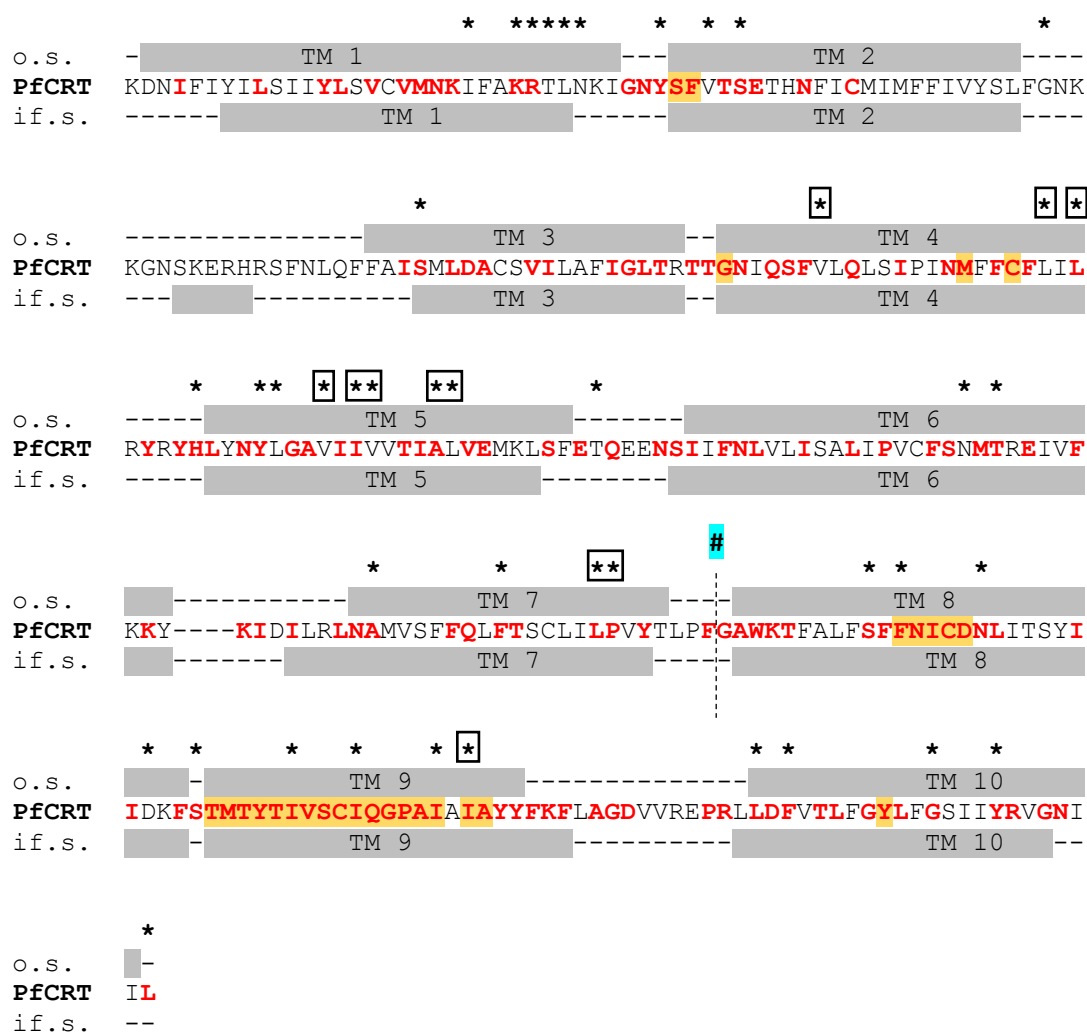 * ***** * * * *
o.s. - TM 1 --- TM 2 ----
PfCRT KDNIFIYILSIIYLSVCVMNKIFAKRTLNKIGNYSFVTSETHNFICMIMFFIVYSLFGNK
if.s. ------ TM 1 ------ TM 2 ----
* * * *
o.s. --------------- TM 3 -- TM 4
PfCRT KGNSKERHRSFNLQFFAISMLDACSVILAFIGLTRTTGNIQSFVLQLSIPINMFFCFLIL
if.s. --- ---------- TM 3 -- TM 4
* ** * ** ** * * *
o.s. ----- TM 5 ------- TM 6
PfCRT RYRYHLYNYLGAVIIVVTIALVEMKLSFETQEENSIIFNLVLISALIPVCFSNMTREIVF
if.s. ----- TM 5 -------- TM 6
#
* * ** * * *
o.s. ----------- TM 7 ---- TM 8
PfCRT KKY----KIDILRLNAMVSFFQLFTSCLILPVYTLPFGAWKTFALFSFFNICDNLITSYI
if.s. ------- TM 7 ----- TM 8
* * * * * * * * * *
o.s. - TM 9 -------------- TM 10
PfCRT IDKFSTMTYTIVSCIQGPAIAIAYYFKFLAGDVVREPRLLDFVTLFGYLFGSIIYRVGNI
if.s. - TM 9 ---------- TM 10 --
*
o.s. -
PfCRT IL
if.s. --